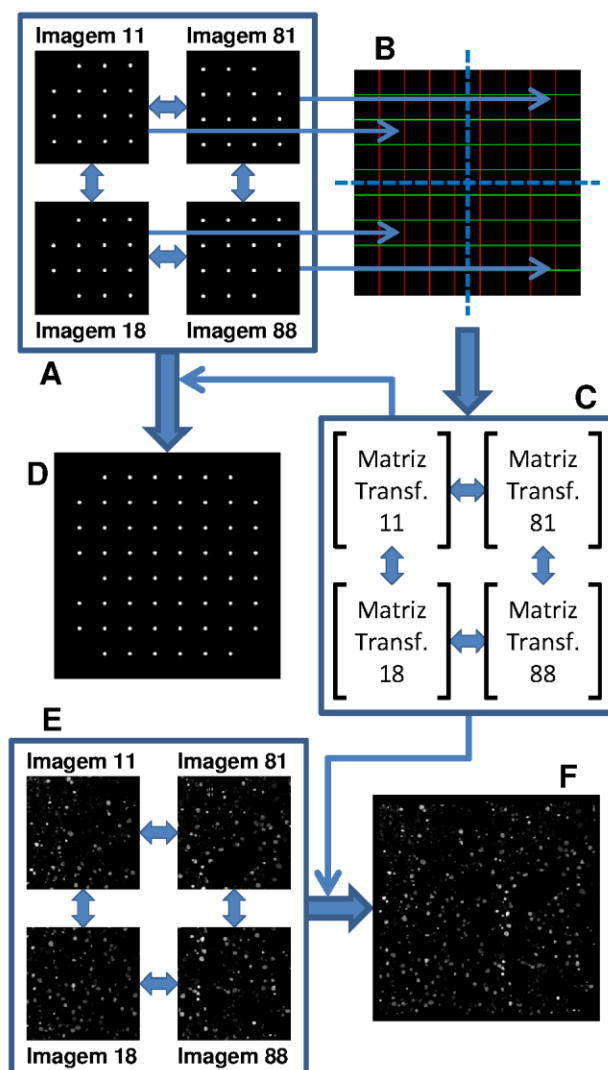 Imagem 11 Imagem 81
B
Imagem 18 Imagem 88
A
C
D
Matriz Transf. 11
Matriz Transf. 81
Matriz Transf. 18
Matriz Transf. 88
E
Imagem 11 Imagem 81
F
Imagem 18 Imagem 88